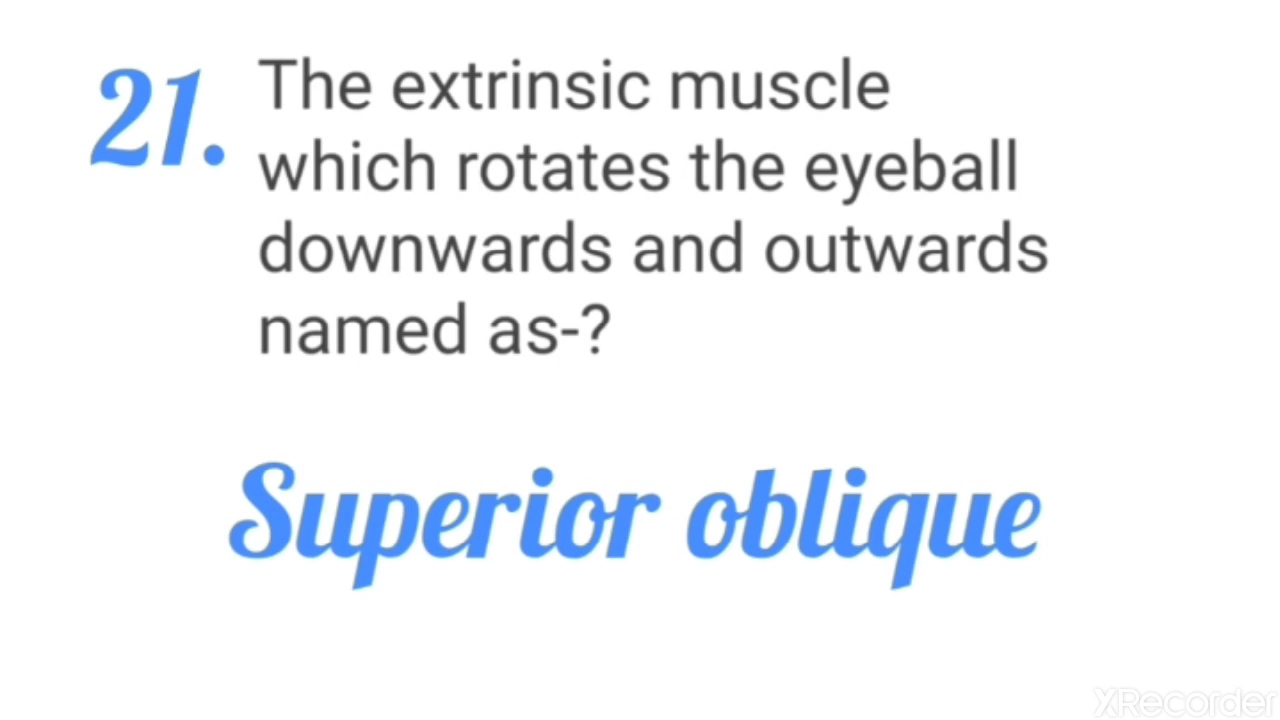 21. The extrinsic muscle
which rotates the eyeball
downwards and outwards
named as-?
Superior oblique
XRecorder